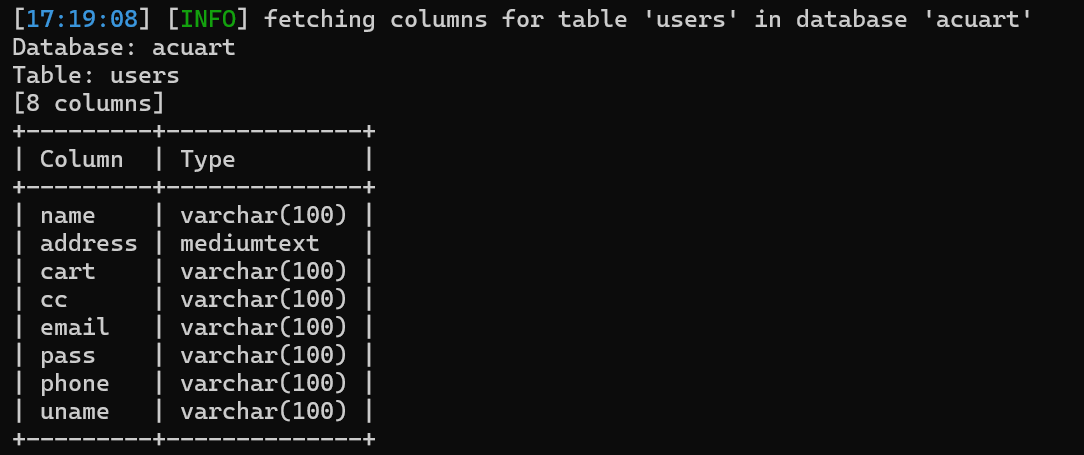 [17:19:08] [INFO] fetching columns for table 'users' in database 'acuart'
Database: acuart
Table: users
[8 columns]
+---------+--------------+
| Column  | Type         |
+---------+--------------+
| name    | varchar(100) |
| address | mediumtext   |
| cart    | varchar(100) |
| cc      | varchar(100) |
| email   | varchar(100) |
| pass    | varchar(100) |
| phone   | varchar(100) |
| uname   | varchar(100) |
+---------+--------------+